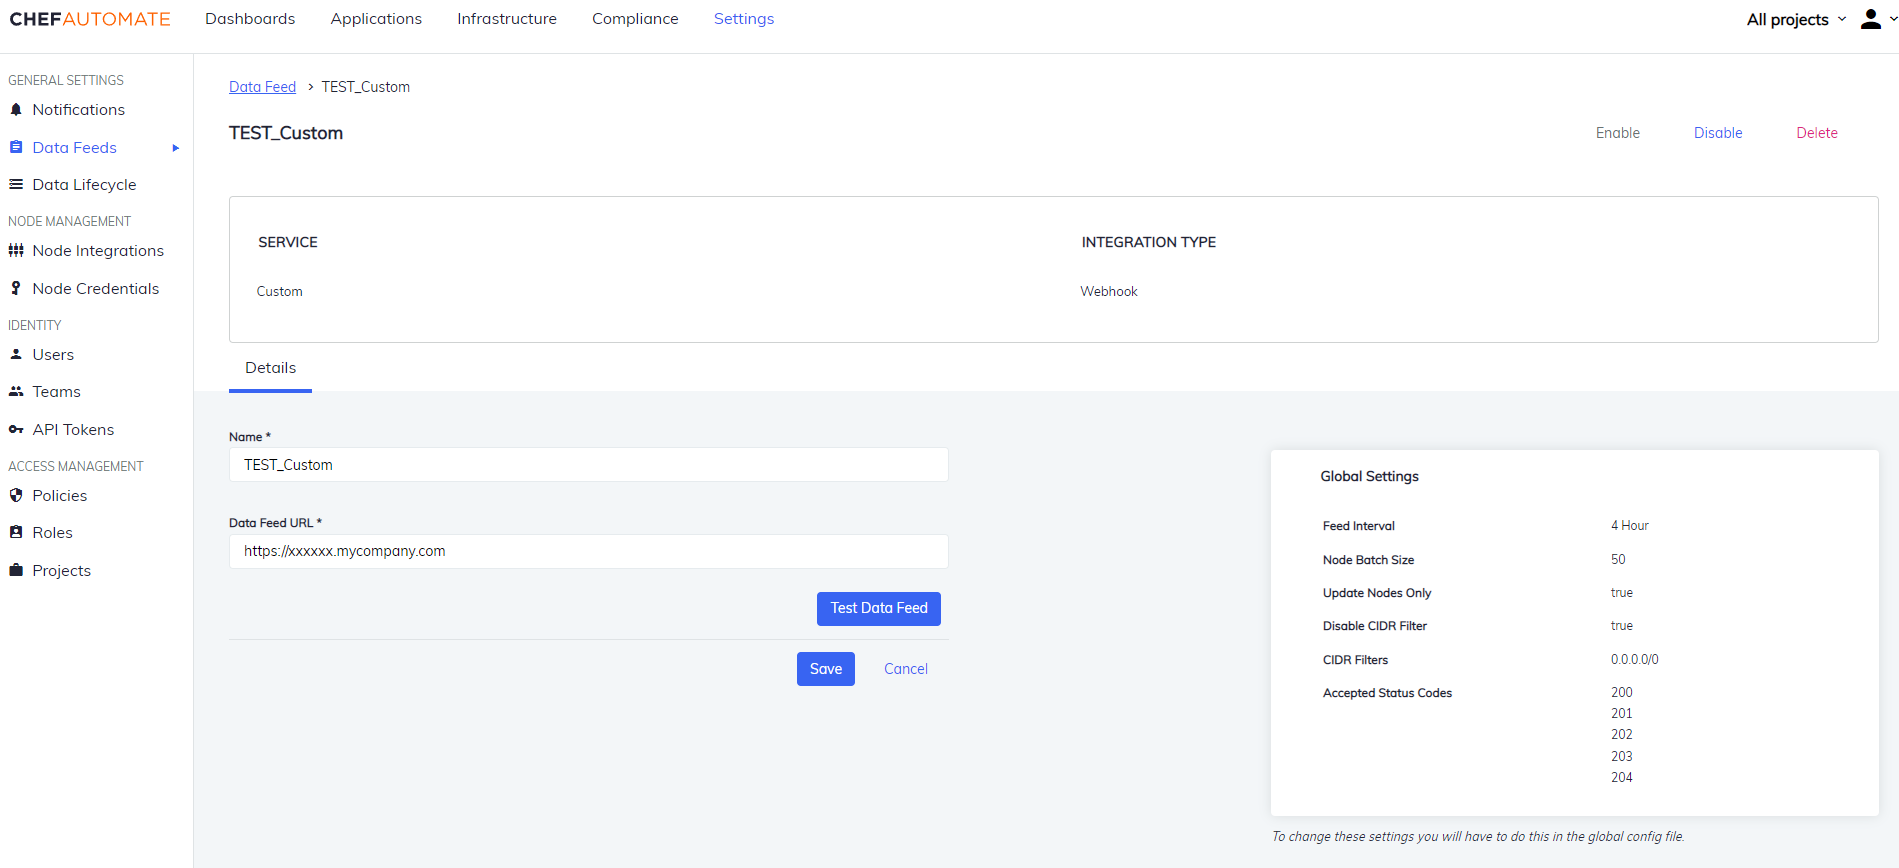 CHEFAUTOMATE Dashboards Applications Infrastructure Compliance Settings All projects
GENERAL SETTINGS
Notifications
Data Feeds
Data Lifecycle
NODE MANAGEMENT
Node Integrations
Node Credentials
IDENTITY
Users
Teams
API Tokens
ACCESS MANAGEMENT
Policies
Roles
Projects
Data Feed > TEST_Custom
TEST_Custom Enable Disable Delete
SERVICE INTEGRATION TYPE
Custom Webhook
Details
Name *
TEST_Custom
Data Feed URL *
https://xxxxxx.mycompany.com
Test Data Feed
Save Cancel
Global Settings
Feed Interval 4 Hour
Node Batch Size 50
Update Nodes Only true
Disable CIDR Filter true
CIDR Filters 0.0.0.0/0
Accepted Status Codes 200
201
202
203
204
To change these settings you will have to do this in the global config file.